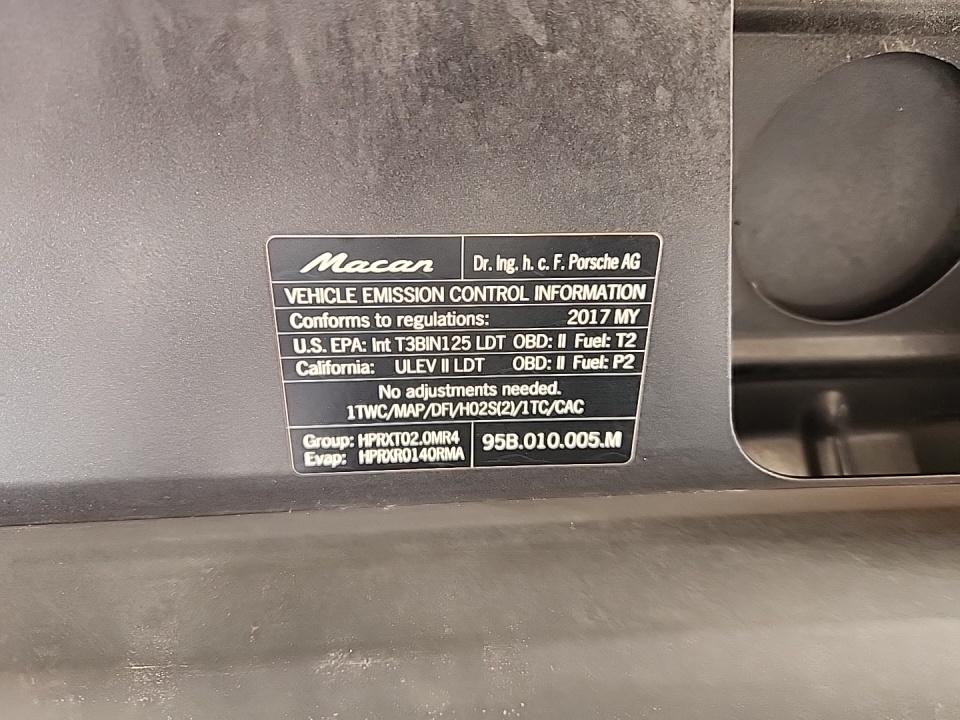 Macan Dr. Ing. h. c. F. Porsche AG
VEHICLE EMISSION CONTROL INFORMATION
Conforms to regulations: 2017 MY
U.S. EPA: Int T3BIN125 LDT OBD: II Fuel: T2
California: ULEV II LDT OBD: II Fuel: P2
No adjustments needed.
1TWC/MAP/DFI/HO2S(2)/1TC/CAC
Group: HPRXT02.0MR4
Evap: HPRXR0140RMA
95B.010.005.M